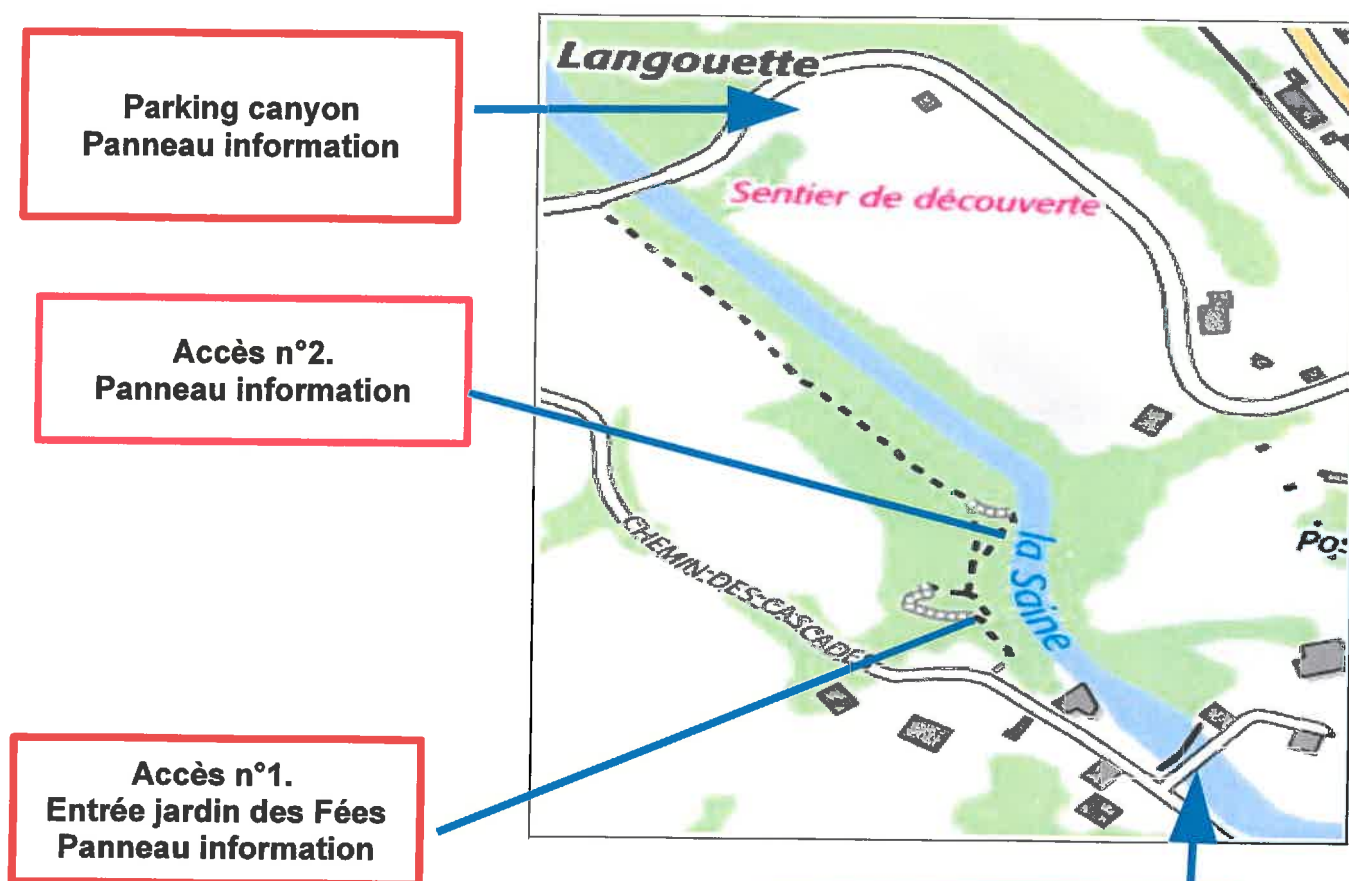 Langouette
Parking canyon
Panneau information
Sentier de découverte
Accès n°2.
Panneau information
la Saine
CHEMIN-DES-CASCADES
Accès n°1.
Entrée jardin des Fées
Panneau information